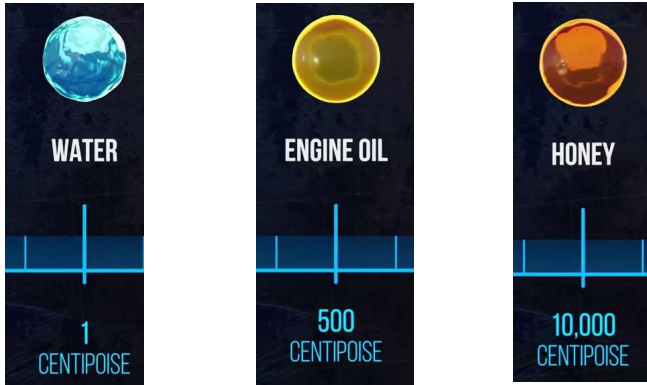 WATER
1
CENTIPOISE
ENGINE OIL
500
CENTIPOISE
HONEY
10,000
CENTIPOISE